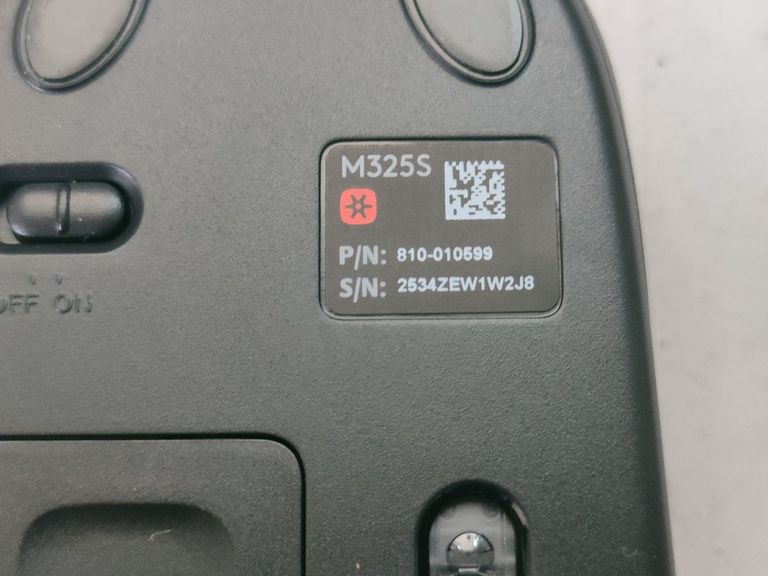 M325S
P/N: 810-010599
S/N: 2534ZEW1W2J8
OFF ON